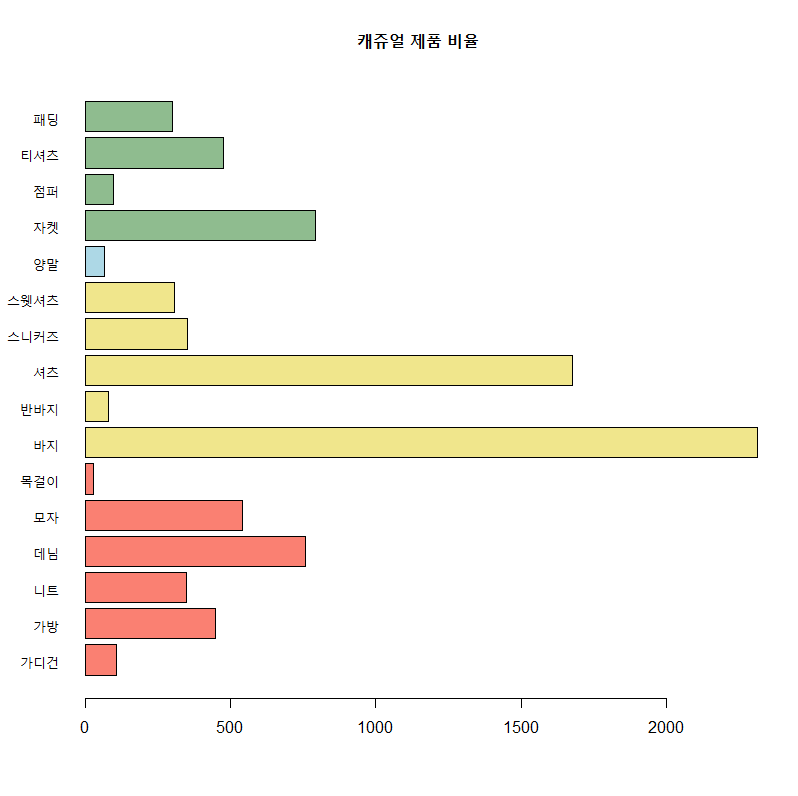 캐쥬얼 제품 비율
패딩
티셔츠
점퍼
자켓
양말
스웻셔츠
스니커즈
셔츠
반바지
바지
목걸이
모자
데님
니트
가방
가디건
0 500 1000 1500 2000